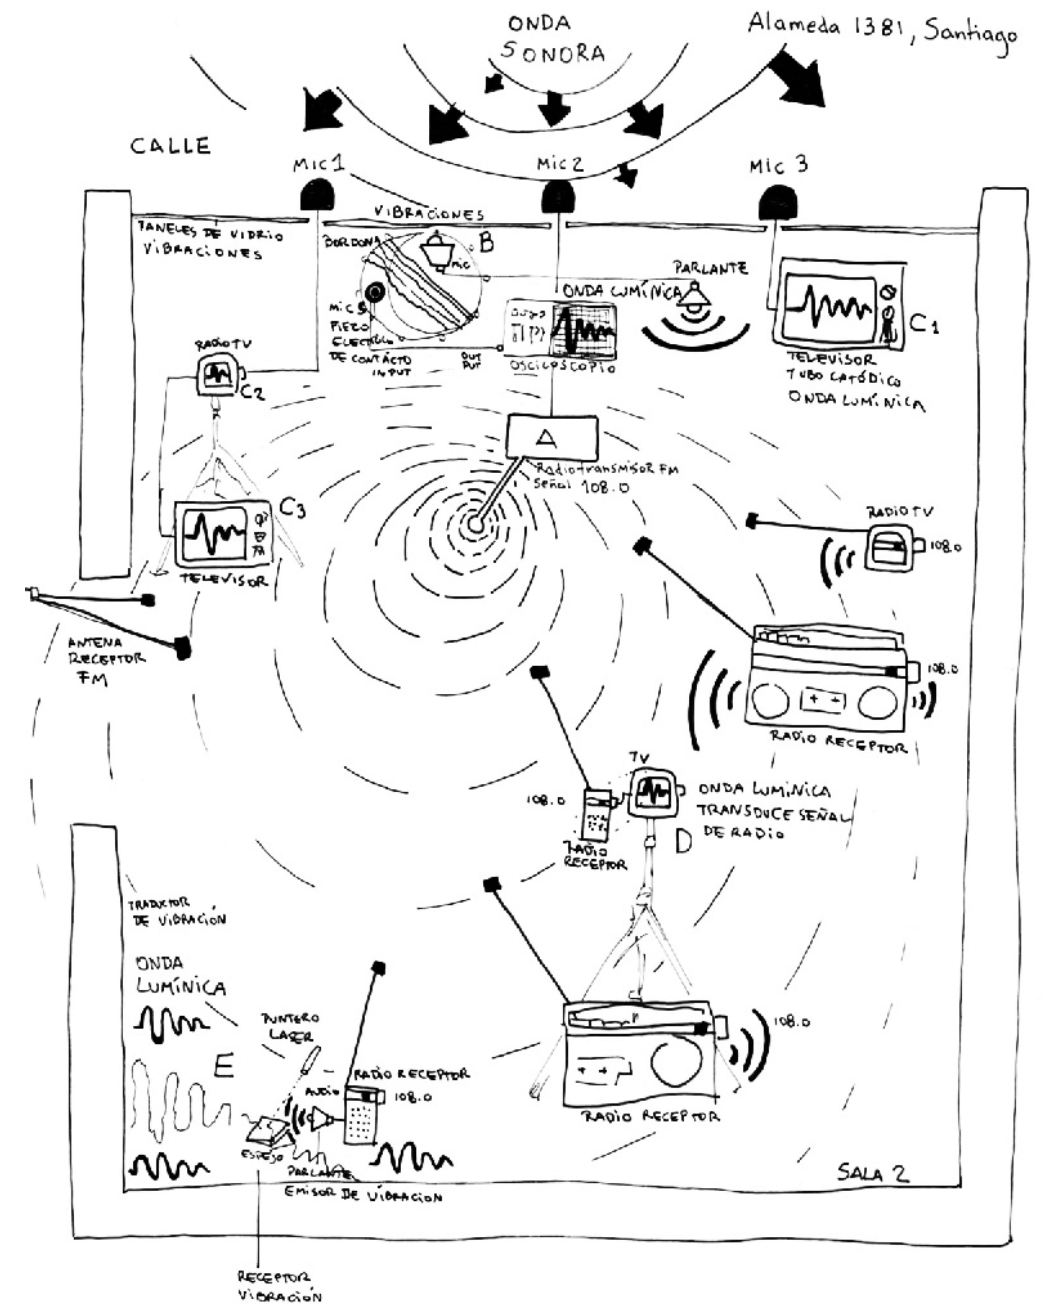 ONDA
SONORA
Alameda 1381, Santiago
CALLE
MIC 1
MIC 2
MIC 3
PANELES DE VIDRIO
VIBRACIONES
VIBRACIONES
BORDONA
B
MIC
PARLANTE
ONDA LUMÍNICA
MIC
PIEZO
ELECTRICO
DE CONTÁCTO
INPUT
OUT
PUT
OSCILOSCOPIO
C1
TELEVISOR
TUBO CATÓDICO
ONDA LUMÍNICA
RADIO TV
C2
Radiotransmisor FM
Señal 108.0
C3
TELEVISOR
RADIO TV
108.0
ANTENA
RECEPTOR
FM
108.0
RADIO RECEPTOR
TV
108.0
RADIO
RECEPTOR
ONDA LUMÍNICA
TRANSDUCE SEÑAL
DE RADIO
D
TRADUCTOR
DE VIBRACIÓN
ONDA
LUMÍNICA
PUNTERO
LASER
E
AUDIO
RADIO RECEPTOR
108.0
108.0
RADIO RECEPTOR
ESPEJO
PARLANTE
EMISOR DE VIBRACION
SALA 2
RECEPTOR
VIBRACIÓN